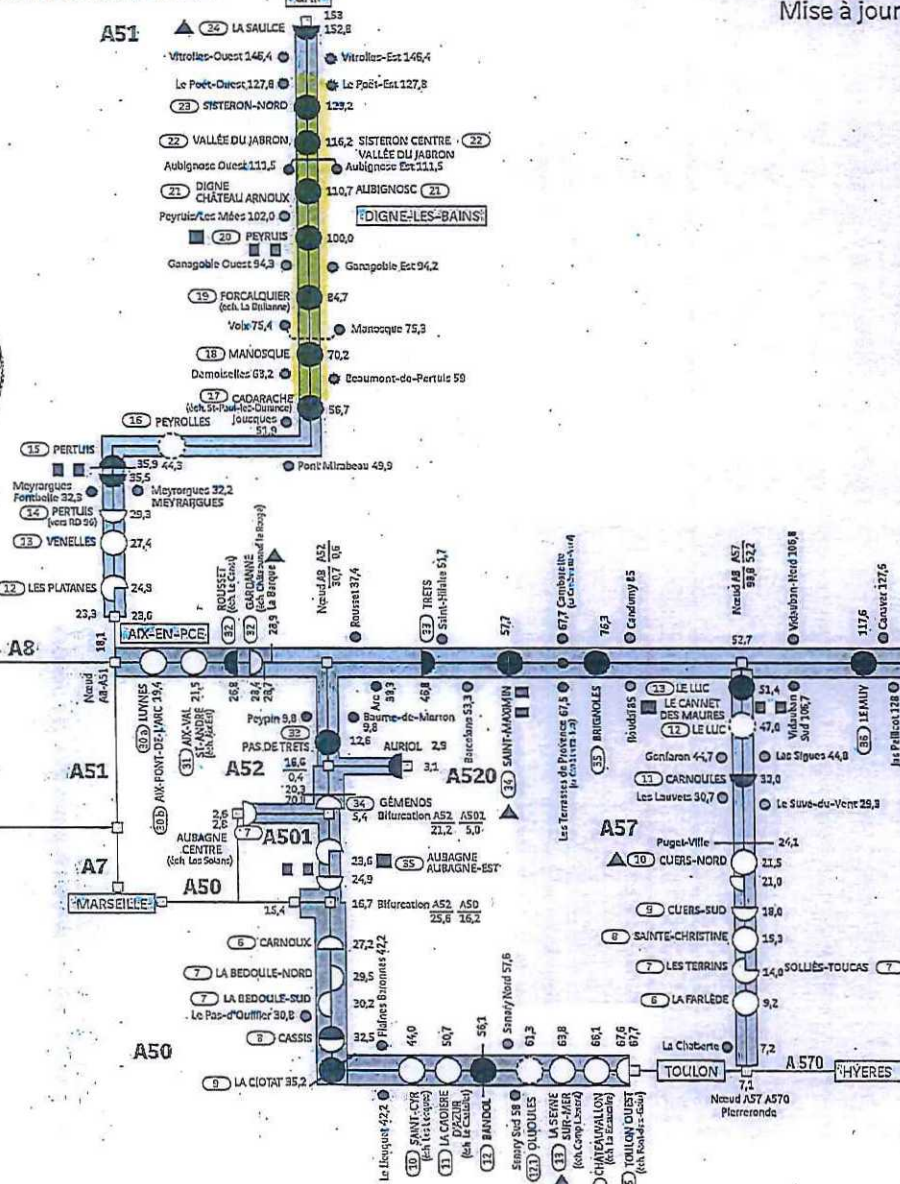 Mise à jour
A51
153
24 LA SAULCE 152,8
Vitrolles-Ouest 146,4
Vitrolles-Est 146,4
Le Poët-Ouest 127,8
Le Poët-Est 127,8
23 SISTERON-NORD 123,2
22 VALLÉE DU JABRON 116,2 SISTERON CENTRE 22
VALLÉE DU JABRON
Aubignosc Ouest 111,5
Aubignosc Est 111,5
21 DIGNE
CHÂTEAU ARNOUX
110,7 AUBIGNOSC 21
Peyruis/Les Mées 102,0
DIGNE-LES-BAINS
20 PEYRUIS 100,0
Ganagobie Ouest 94,3
Ganagobie Est 94,2
19 FORCALQUIER 84,7
(éch. La Brillanne)
Volx 75,4
Manosque 75,3
18 MANOSQUE 70,2
Damoiselles 63,2
Beaumont-de-Pertuis 59
17 CADARACHE 56,7
(éch. St-Paul-lez-Durance)
Jouques
51,9
16 PEYROLLES
44,3
Pont Mirabeau 49,9
15 PERTUIS
35,9
35,5
Meyrargues
Fontbelle 32,3
Meyrargues 32,2
MEYRARGUES
14 PERTUIS 29,3
(vers RD 96)
13 VENELLES 27,4
12 LES PLATANES 24,8
23,3 23,6
AIX-EN-PCE
A8
18,1
Nœud
A8-A51
30a LUYNES
30b AIX-PONT-DE-L'ARC 19,4
31 AIX-VAL
ST-ANDRÉ
21,5
32 ROUSSET
(éch. Le Canet)
26,8
32 GARDANNE
28,4
28,7
28,9 La Barque
Nœud A8 A52
30,7 0,6
Rousset 37,4
Arc 39,3
33 TRETS
46,8
Saint-Hilaire 51,7
Barcelone 53,3
57,7
34 SAINT-MAXIMIN
67,7 Cambarette
Les Terrasses de Provence 67,5
76,3
35 BRIGNOLES
Candumy 85
Roudaï 85
Nœud A8 A57
98,8 52,2
52,7
Vidauban-Nord 106,8
Vidauban
Sud 106,7
117,6
36 LE MUY
Canaver 127,6
A51
A7
A50
MARSEILLE
Peypin 9,8
Baume-de-Marron
9,8
33
PAS DE TRETS
12,6
A52
16,6
0,4
AURIOL 2,9
3,1
A520
20,3
34 GÉMENOS
5,4 Bifurcation A52 A501
21,2 5,0
2,6
2,6
7
AUBAGNE
CENTRE
(éch. Les Solans)
A501
23,6
35 AUBAGNE
AUBAGNE-EST
24,9
15,4
16,7 Bifurcation A52 A50
25,6 16,2
6 CARNOUX 27,2
7 LA BEDOULE-NORD 29,5
7 LA BEDOULE-SUD 30,2
Le Pas-d'Ouillier 30,8
8 CASSIS 32,5
A50
9 LA CIOTAT 35,2
Plaines Baronnes 42,2
Le Liouquet 42,2
44,0
10 SAINT-CYR
(éch. Les Lecques)
50,7
11 LA CADIÈRE
D'AZUR
(éch. Le Castellet)
56,1
12 BANDOL
Sanary Nord 57,6
Sanary Sud 58
61,3
12.1 OLLIOULES
63,8
13 LA SEYNE
SUR-MER
66,1
CHÂTEAUVALLON
67,6
67,7
TOULON OUEST
13 LE LUC 51,4
LE CANNET
DES MAURES
12 LE LUC 47,0
Gonfaron 44,7
Les Sigues 44,8
11 CARNOULES 33,0
Les Lauvets 30,7
Le Suve-du-Vent 29,3
A57
Puget-Ville 24,1
10 CUERS-NORD 21,5
21,0
9 CUERS-SUD 18,0
8 SAINTE-CHRISTINE 15,3
7 LES TERRINS 14,0 SOLLIÈS-TOUCAS 7
6 LA FARLÈDE 9,2
La Chaberte 7,2
TOULON
A 570
HYÈRES
7,1
Nœud A57 A570
Pierreronde